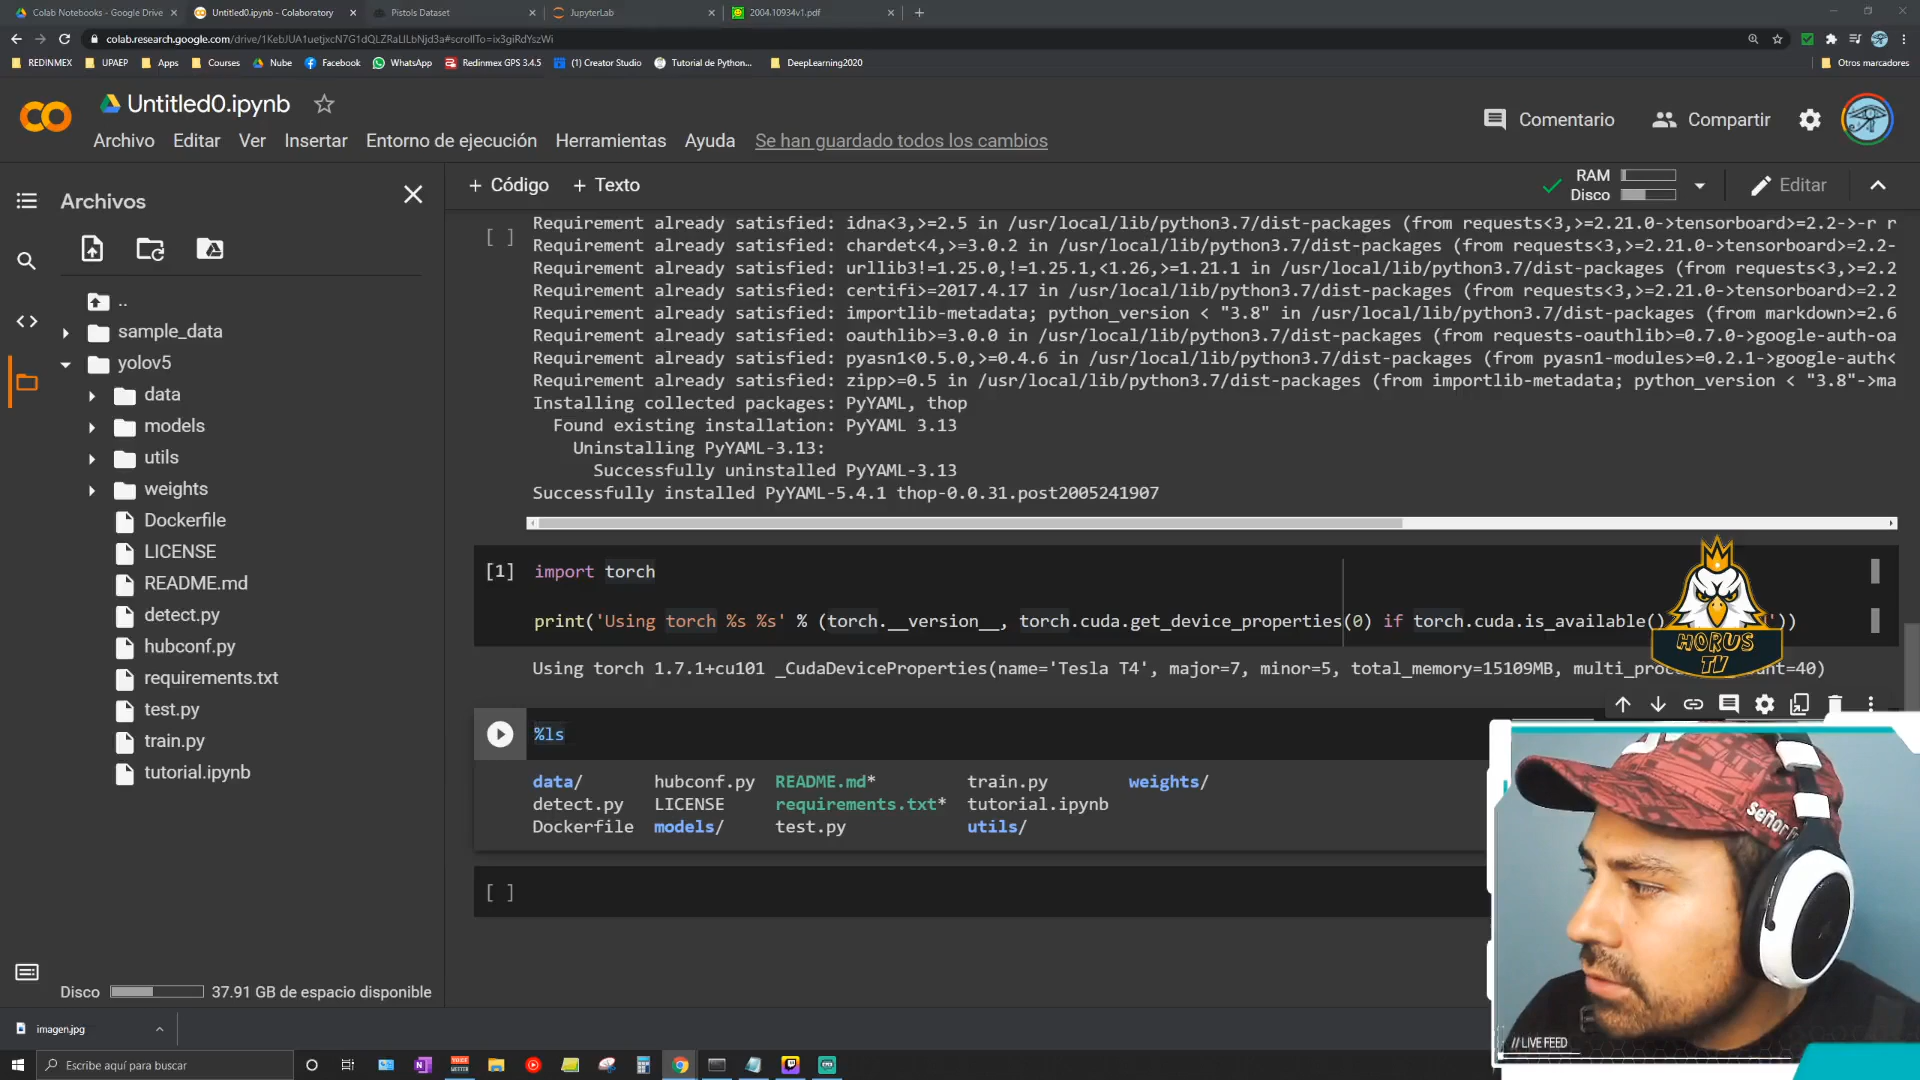 Colab Notebooks - Google Drive
Untitled0.ipynb - Colaboratory
Pistols Dataset
JupyterLab
2004.10934v1.pdf
colab.research.google.com/drive/1KebJUA1uetjxcN7G1dQLZRaLlLbNjd3a#scrollTo=ix3giRdYszWi
REDINMEX
UPAEP
Apps
Courses
Nube
Facebook
WhatsApp
Redinmex GPS 3.4.5
(1) Creator Studio
Tutorial de Python...
DeepLearning2020
Otros marcadores
Untitled0.ipynb
Comentario
Compartir
Archivo Editar Ver Insertar Entorno de ejecución Herramientas Ayuda Se han guardado todos los cambios
Archivos
+ Código + Texto
RAM
Disco
Editar
..
sample_data
yolov5
data
models
utils
weights
Dockerfile
LICENSE
README.md
detect.py
hubconf.py
requirements.txt
test.py
train.py
tutorial.ipynb
Disco 37.91 GB de espacio disponible
[ ]
Requirement already satisfied: idna<3,>=2.5 in /usr/local/lib/python3.7/dist-packages (from requests<3,>=2.21.0->tensorboard>=2.2->-r r
Requirement already satisfied: chardet<4,>=3.0.2 in /usr/local/lib/python3.7/dist-packages (from requests<3,>=2.21.0->tensorboard>=2.2-
Requirement already satisfied: urllib3!=1.25.0,!=1.25.1,<1.26,>=1.21.1 in /usr/local/lib/python3.7/dist-packages (from requests<3,>=2.2
Requirement already satisfied: certifi>=2017.4.17 in /usr/local/lib/python3.7/dist-packages (from requests<3,>=2.21.0->tensorboard>=2.2
Requirement already satisfied: importlib-metadata; python_version < "3.8" in /usr/local/lib/python3.7/dist-packages (from markdown>=2.6
Requirement already satisfied: oauthlib>=3.0.0 in /usr/local/lib/python3.7/dist-packages (from requests-oauthlib>=0.7.0->google-auth-oa
Requirement already satisfied: pyasn1<0.5.0,>=0.4.6 in /usr/local/lib/python3.7/dist-packages (from pyasn1-modules>=0.2.1->google-auth<
Requirement already satisfied: zipp>=0.5 in /usr/local/lib/python3.7/dist-packages (from importlib-metadata; python_version < "3.8"->ma
Installing collected packages: PyYAML, thop
Found existing installation: PyYAML 3.13
Uninstalling PyYAML-3.13:
Successfully uninstalled PyYAML-3.13
Successfully installed PyYAML-5.4.1 thop-0.0.31.post2005241907
[1] import torch
print('Using torch %s %s' % (torch.__version__, torch.cuda.get_device_properties(0) if torch.cuda.is_available() '))
Using torch 1.7.1+cu101 _CudaDeviceProperties(name='Tesla T4', major=7, minor=5, total_memory=15109MB, multi_pro count=40)
HORUS
TV
%ls
data/ hubconf.py README.md* train.py weights/
detect.py LICENSE requirements.txt* tutorial.ipynb
Dockerfile models/ test.py utils/
[ ]
señor f
// LIVE FEED
imagen.jpg
Escribe aquí para buscar